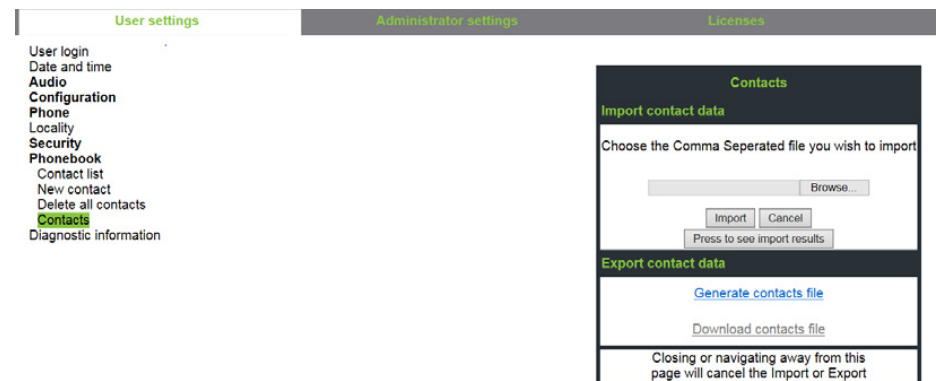 User settings
Administrator settings
Licenses
User login
Date and time
Audio
Configuration
Phone
Locality
Security
Phonebook
Contact list
New contact
Delete all contacts
Contacts
Diagnostic information
Contacts
Import contact data
Choose the Comma Seperated file you wish to import
Browse...
Import Cancel
Press to see import results
Export contact data
Generate contacts file
Download contacts file
Closing or navigating away from this
page will cancel the Import or Export